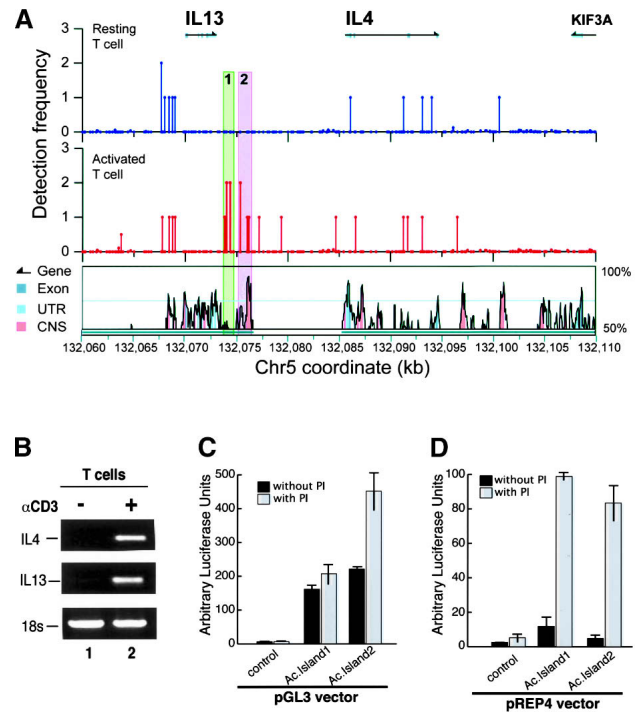 A
IL13
IL4
KIF3A
Resting
T cell
3
2
1
0
1
2
Detection frequency
Activated
T cell
3
2
1
0
Gene
Exon
UTR
CNS
100%
50%
132,060 132,065 132,070 132,075 132,080 132,085 132,090 132,095 132,100 132,105 132,110
Chr5 coordinate (kb)
B
T cells
αCD3 - +
IL4
IL13
18s
1 2
C
Arbitrary Luciferase Units
500
400
300
200
100
0
without PI
with PI
control
Ac.Island1
Ac.Island2
pGL3 vector
D
Arbitrary Luciferase Units
100
80
60
40
20
0
without PI
with PI
control
Ac.Island1
Ac.Island2
pREP4 vector